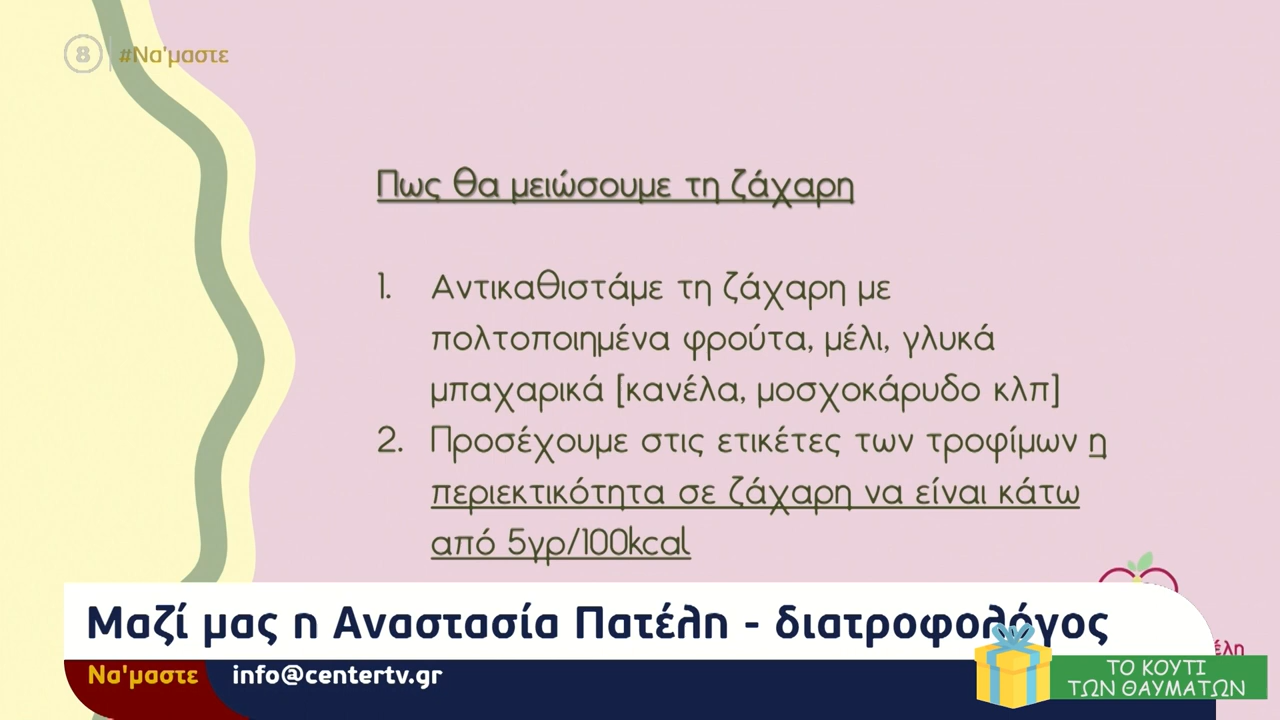 8 #Να'μαστε
Πως θα μειώσουμε τη ζάχαρη
1. Αντικαθιστάμε τη ζάχαρη με
πολτοποιημένα φρούτα, μέλι, γλυκά
μπαχαρικά [κανέλα, μοσχοκάρυδο κλπ]
2. Προσέχουμε στις ετικέτες των τροφίμων η
περιεκτικότητα σε ζάχαρη να είναι κάτω
από 5γρ/100kcal
Μαζί μας η Αναστασία Πατέλη - διατροφολόγος
Να'μαστε info@centertv.gr
ΤΟ ΚΟΥΤΙ
ΤΩΝ ΘΑΥΜΑΤΩΝ